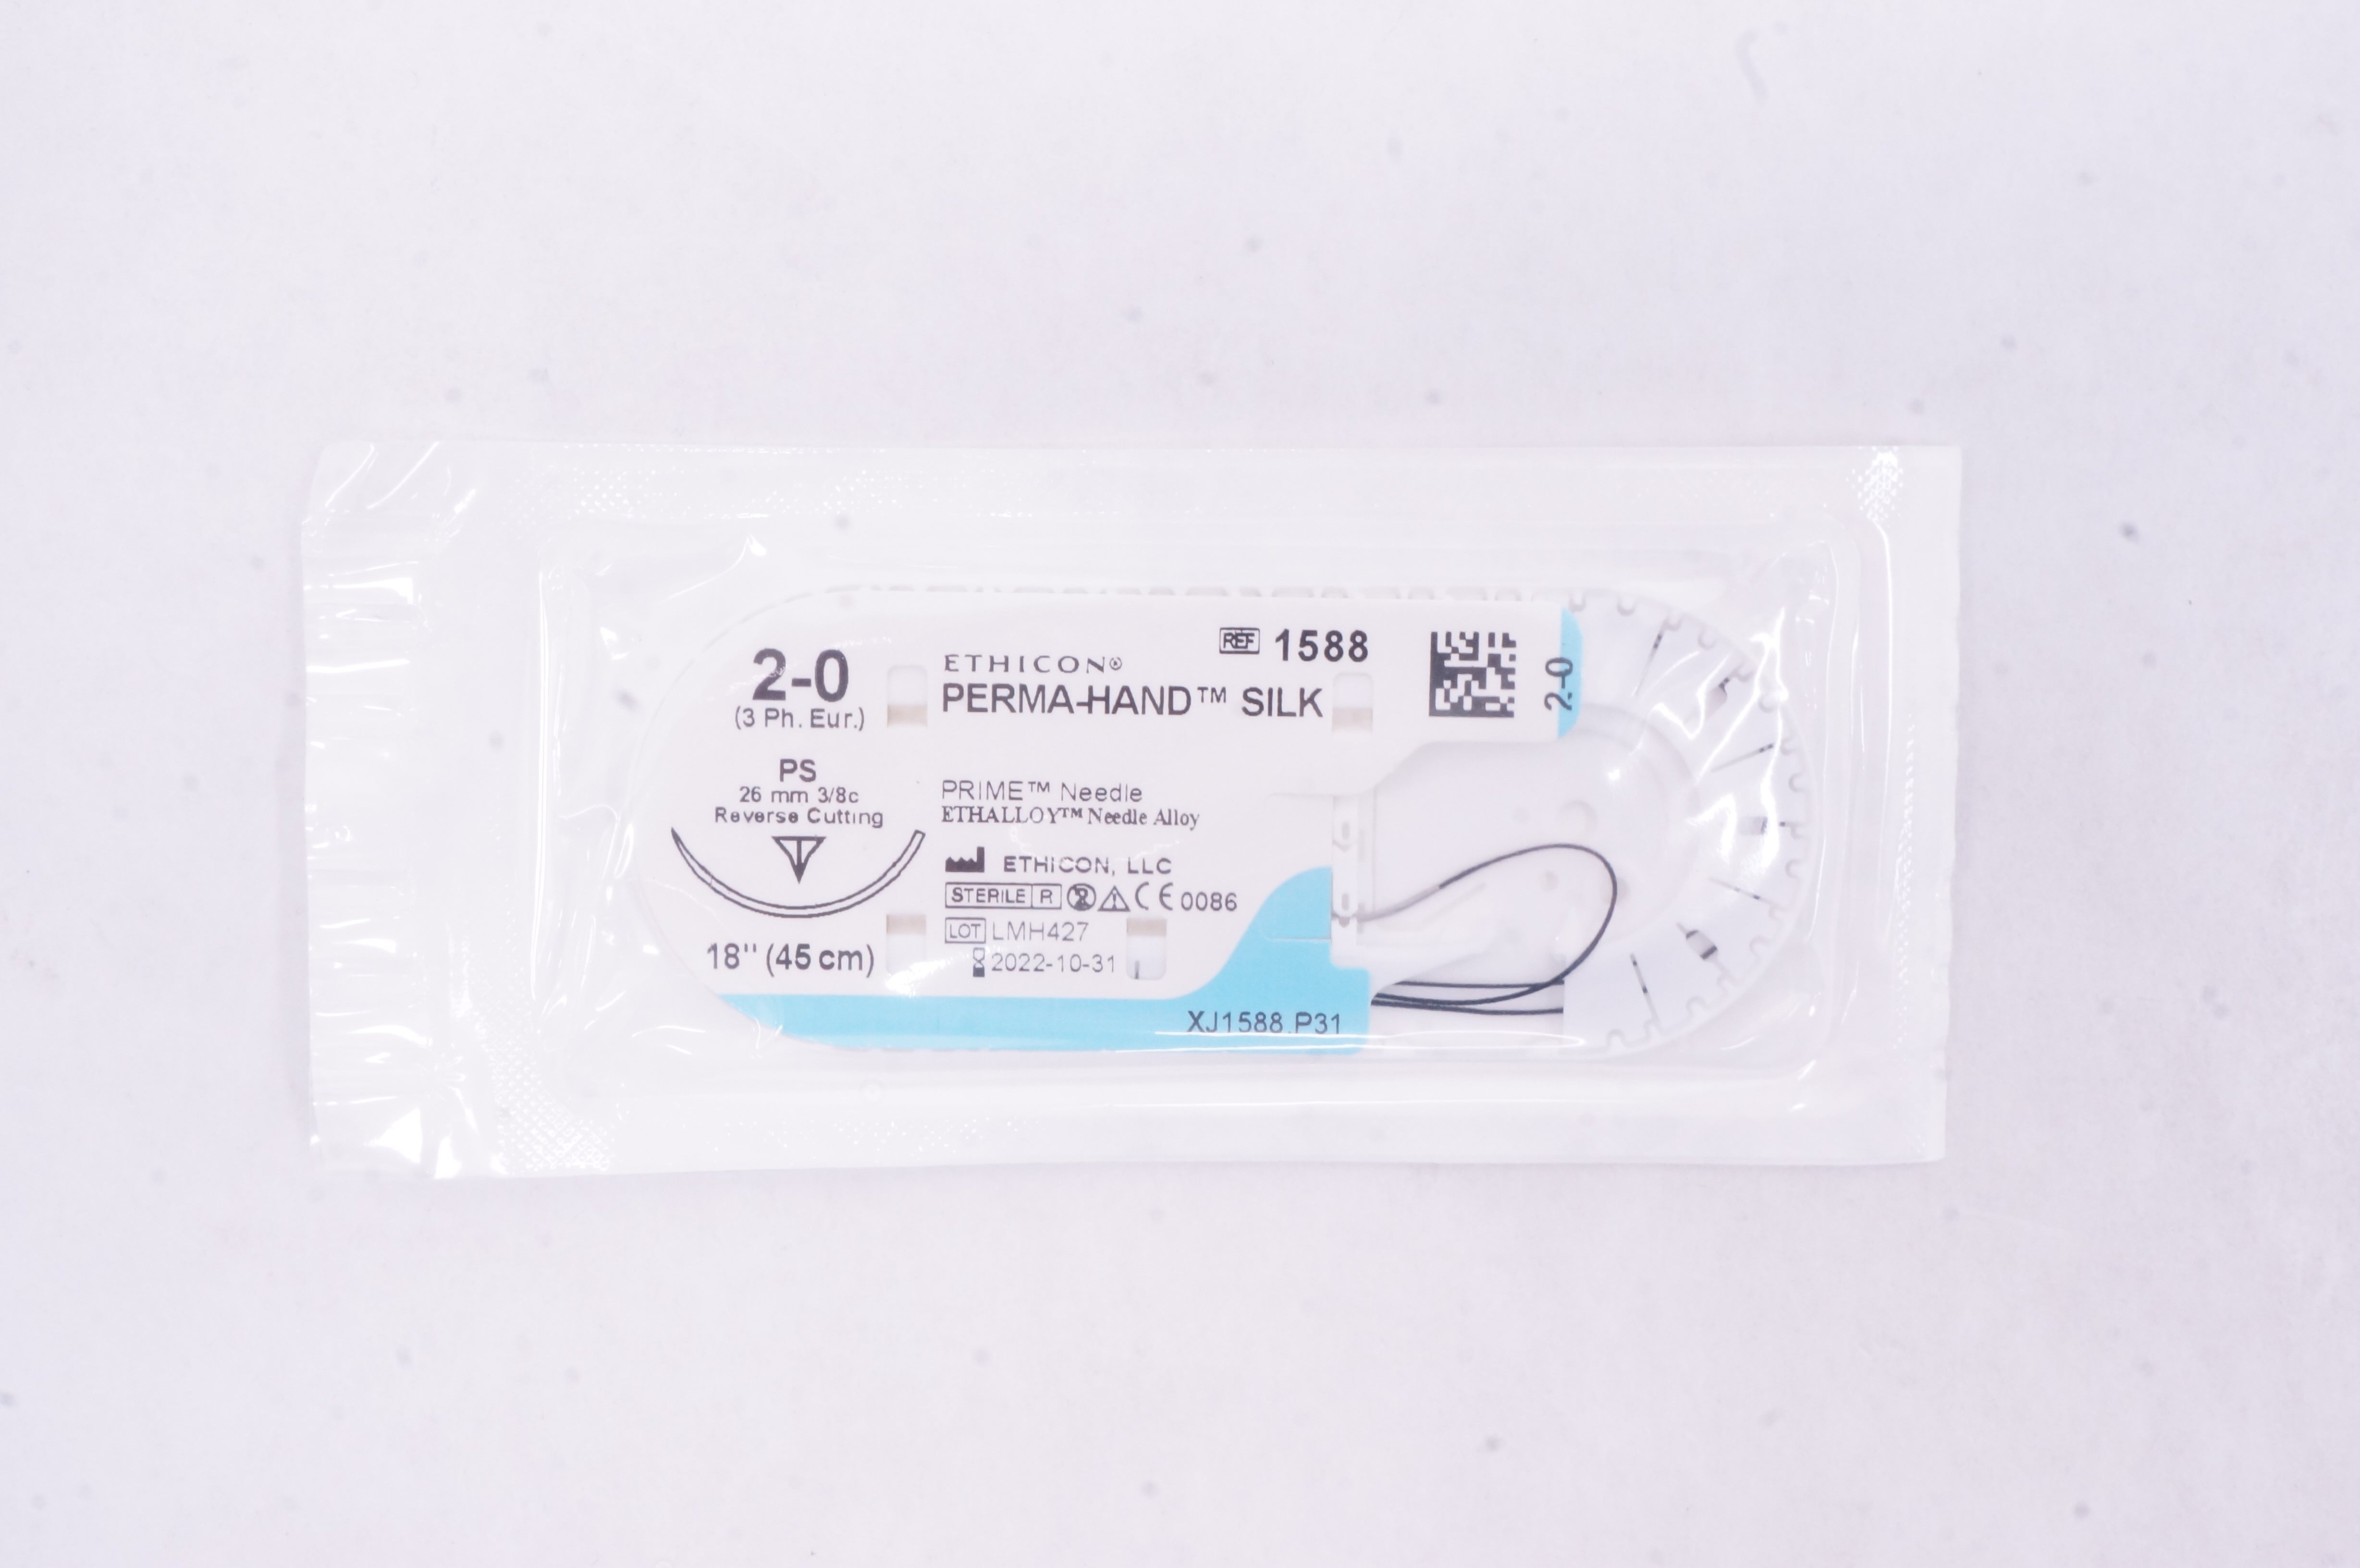 2-0
(3 Ph. Eur.)
PS
26 mm 3/8c
Reverse Cutting
18" (45 cm)
REF 1588
ETHICON®
PERMA-HAND™ SILK
PRIME™ Needle
ETHALLOY™ Needle Alloy
ETHICON, LLC
STERILE R 2 CE 0086
LOT LMH427
2022-10-31
XJ1588.P31
2-0